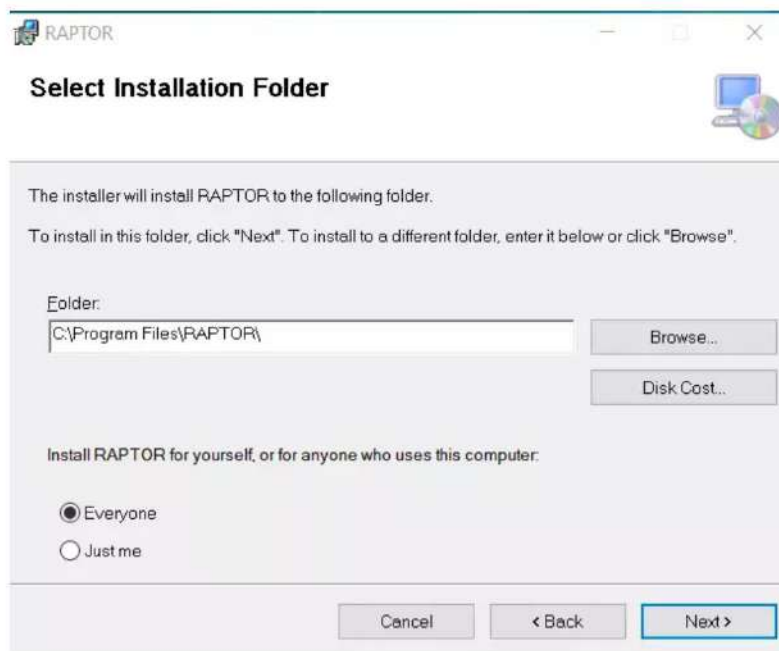 RAPTOR
Select Installation Folder
The installer will install RAPTOR to the following folder.
To install in this folder, click "Next". To install to a different folder, enter it below or click "Browse".
Folder:
C:\Program Files\RAPTOR\
Browse...
Disk Cost...
Install RAPTOR for yourself, or for anyone who uses this computer:
Everyone
Just me
Cancel
< Back
Next >